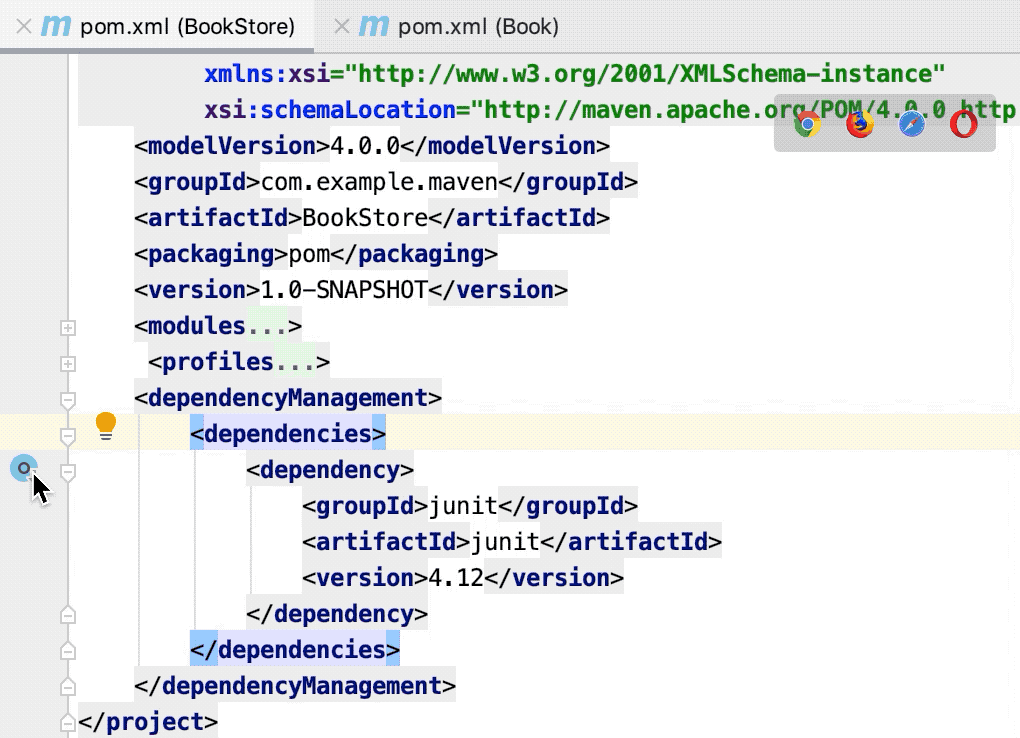 pom.xml (BookStore) pom.xml (Book)
xmlns:xsi="http://www.w3.org/2001/XMLSchema-instance"
xsi:schemaLocation="http://maven.apache.org/POM/4.0.0 http
<modelVersion>4.0.0</modelVersion>
<groupId>com.example.maven</groupId>
<artifactId>BookStore</artifactId>
<packaging>pom</packaging>
<version>1.0-SNAPSHOT</version>
<modules...>
<profiles...>
<dependencyManagement>
<dependencies>
<dependency>
<groupId>junit</groupId>
<artifactId>junit</artifactId>
<version>4.12</version>
</dependency>
</dependencies>
</dependencyManagement>
</project>